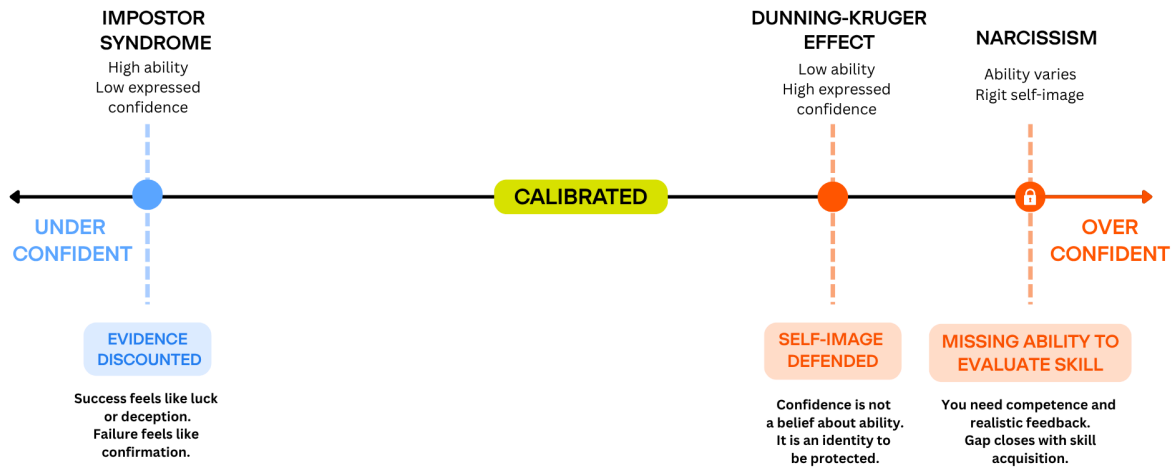 IMPOSTOR
SYNDROME
High ability
Low expressed
confidence
DUNNING-KRUGER
EFFECT
Low ability
High expressed
confidence
NARCISSISM
Ability varies
Rigit self-image
CALIBRATED
UNDER
CONFIDENT
OVER
CONFIDENT
EVIDENCE
DISCOUNTED
Success feels like luck
or deception.
Failure feels like
confirmation.
SELF-IMAGE
DEFENDED
Confidence is not
a belief about ability.
It is an identity to
be protected.
MISSING ABILITY TO
EVALUATE SKILL
You need competence and
realistic feedback.
Gap closes with skill
acquisition.